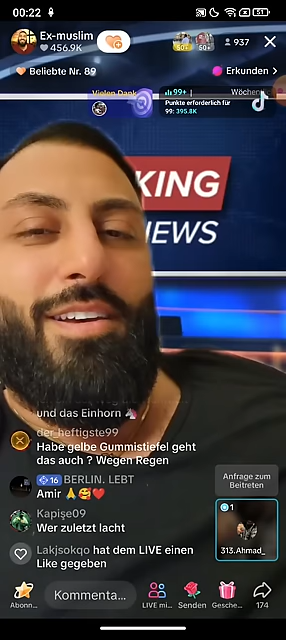 00:22
51
Ex-muslim
456.9K
50+
50+
937
Beliebte Nr. 89
Erkunden
Vielen Dank
99+
Wöchen
Punkte erforderlich für
99: 395.8K
KING
NEWS
und das Einhorn 🦄
der_heftigste99
Habe gelbe Gummistiefel geht
das auch ? Wegen Regen
16 BERLIN. LEBT
Amir 🙏🥰❤️
Kapişe09
Wer zuletzt lacht
Lakjsokqo hat dem LIVE einen
Like gegeben
Anfrage zum
Beitreten
1
313.Ahmad_
Kommenta...
Abonn...
LIVE mi...
Senden
Gesche...
174